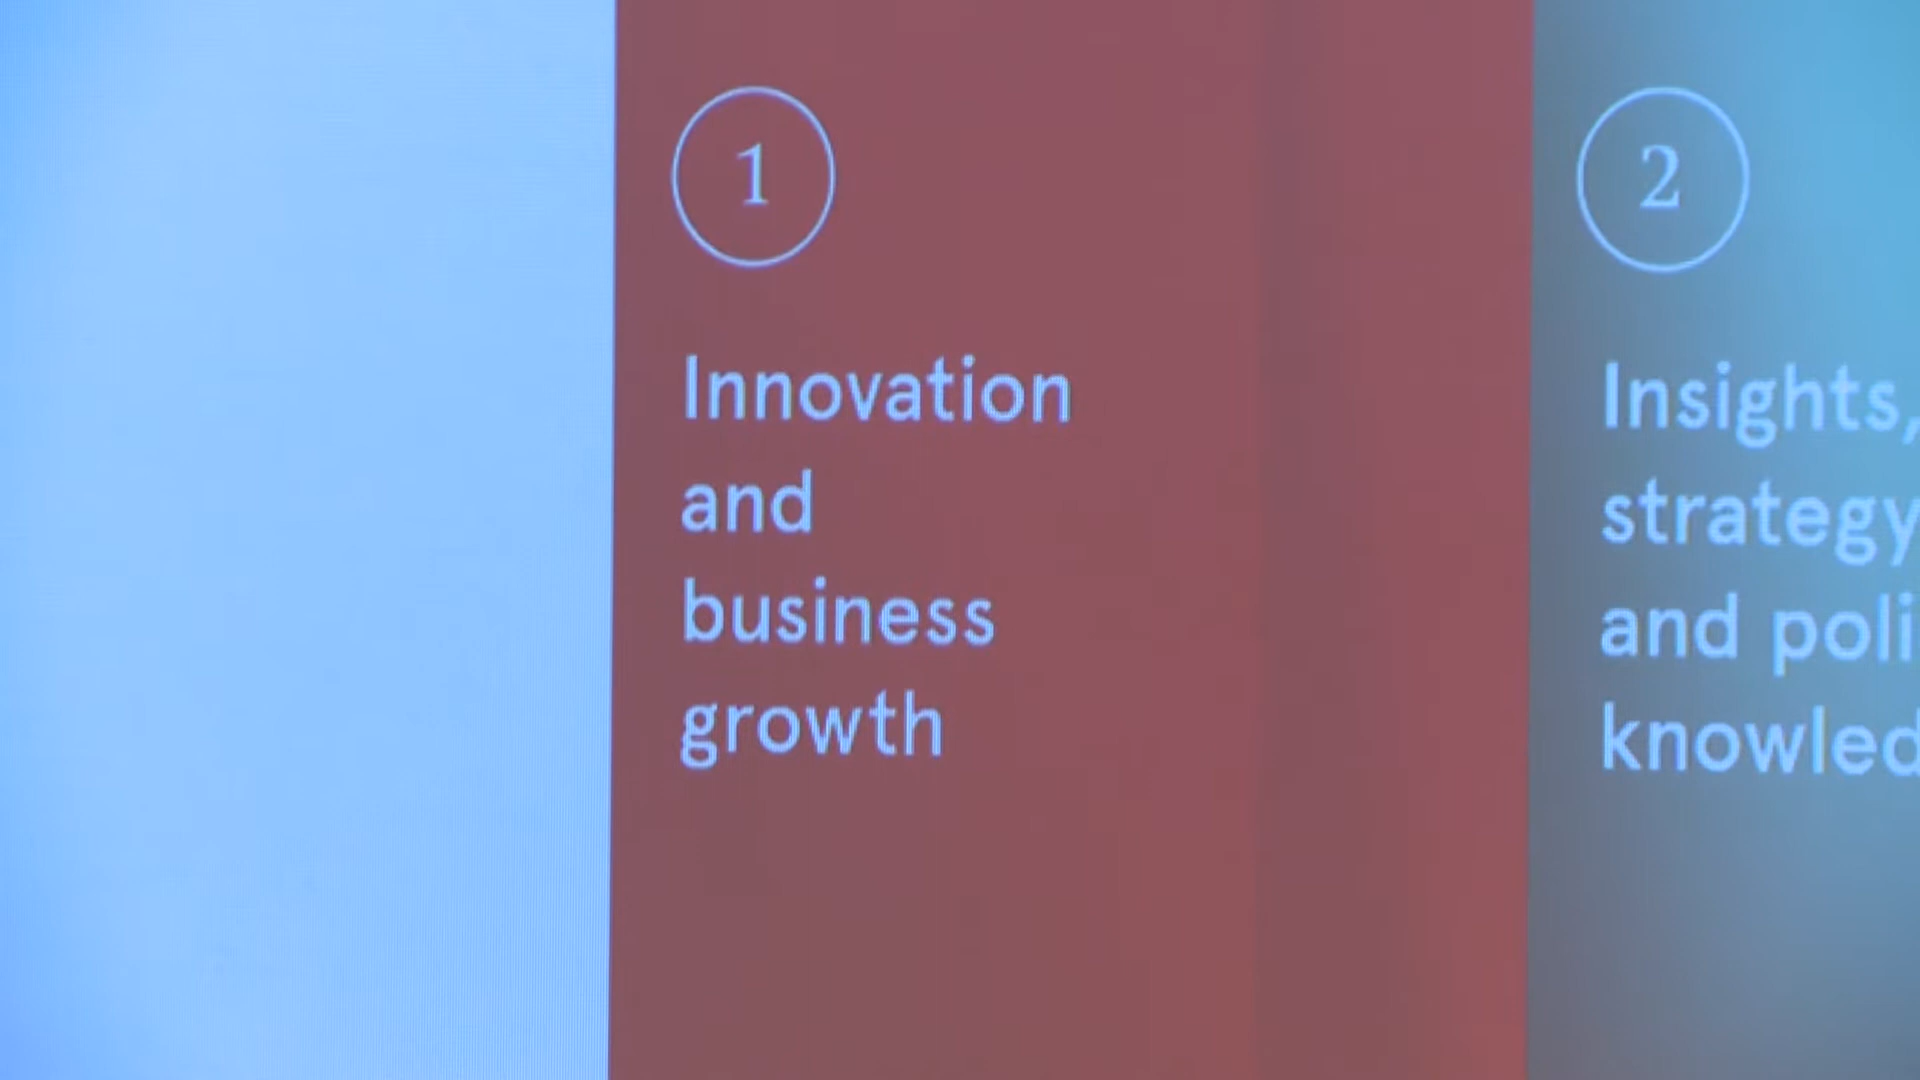 1
Innovation
and
business
growth
2
Insights,
strategy
and poli
knowled